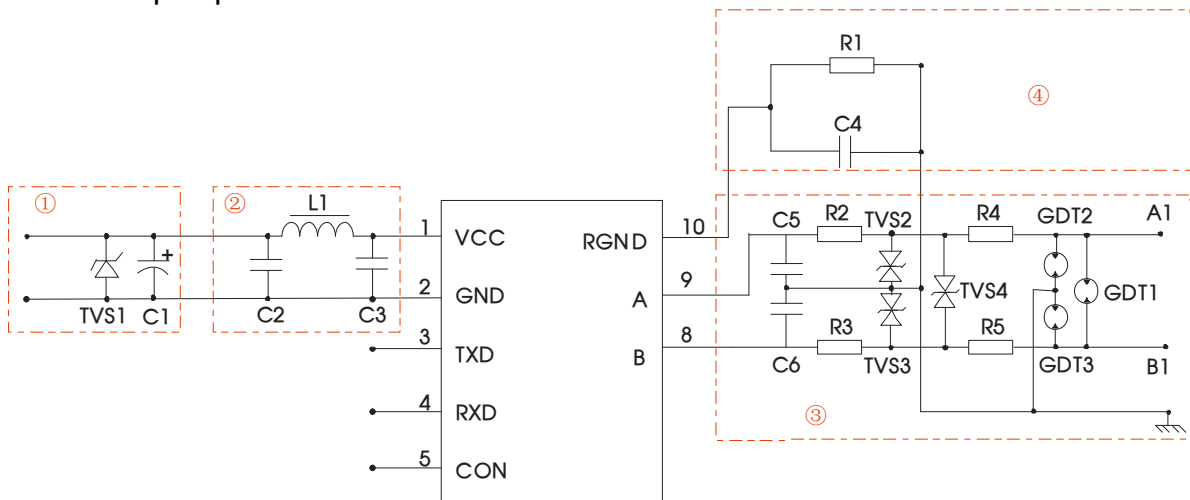 R1
④
C4
①
②
L1
1
VCC
2
GND
3
TXD
4
RXD
5
CON
TVS1
C1
+
C2
C3
10
RGND
9
A
8
B
C5
R2
TVS2
R4
GDT2
A1
TVS4
GDT1
C6
R3
TVS3
R5
GDT3
B1
③